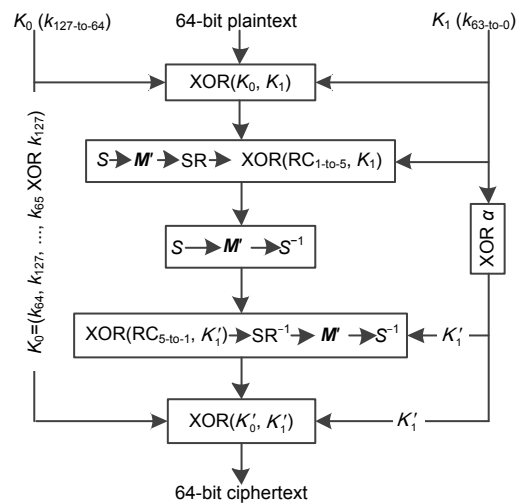 K₀ (k₁₂₇₋ₜₒ₋₆₄) 64-bit plaintext K₁ (k₆₃₋ₜₒ₋₀)
XOR(K₀, K₁)
S M′ SR XOR(RC₁₋ₜₒ₋₅, K₁)
K₀=(k₆₄, k₁₂₇, ..., k₆₅ XOR k₁₂₇)
XOR α
S M′ S⁻¹
XOR(RC₅₋ₜₒ₋₁, K₁′) SR⁻¹ M′ S⁻¹ K₁′
XOR(K₀′, K₁′) K₁′
64-bit ciphertext